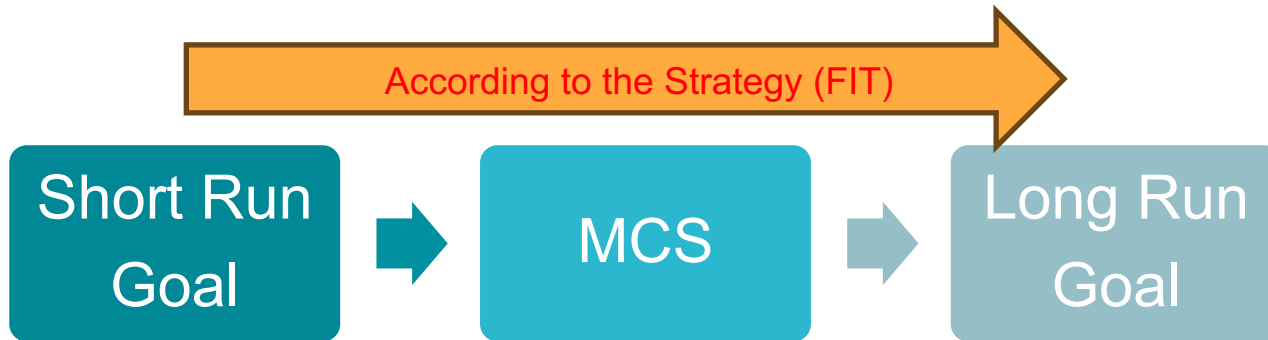 According to the Strategy (FIT)
Short Run
Goal
MCS
Long Run
Goal